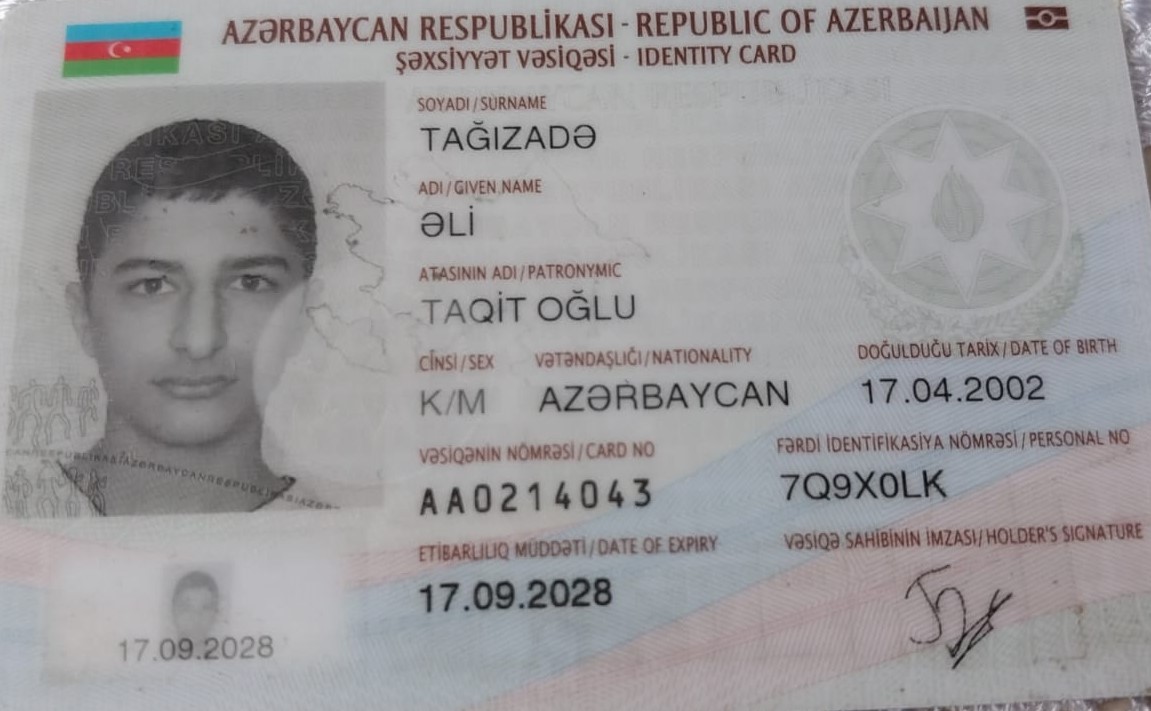 AZƏRBAYCAN RESPUBLİKASI - REPUBLIC OF AZERBAIJAN
ŞƏXSİYYƏT VƏSİQƏSİ - IDENTITY CARD
SOYADI / SURNAME
TAĞIZADƏ
ADI / GIVEN NAME
ƏLİ
ATASININ ADI / PATRONYMIC
TAQİT OĞLU
CİNSİ / SEX VƏTƏNDAŞLIĞI / NATIONALITY DOĞULDUĞU TARİX / DATE OF BIRTH
K/M AZƏRBAYCAN 17.04.2002
VƏSİQƏNİN NÖMRƏSİ / CARD NO FƏRDİ İDENTİFİKASİYA NÖMRƏSİ / PERSONAL NO
AA0214043 7Q9X0LK
ETİBARLILIQ MÜDDƏTİ / DATE OF EXPIRY VƏSİQƏ SAHİBİNİN İMZASI / HOLDER'S SIGNATURE
17.09.2028
17.09.2028